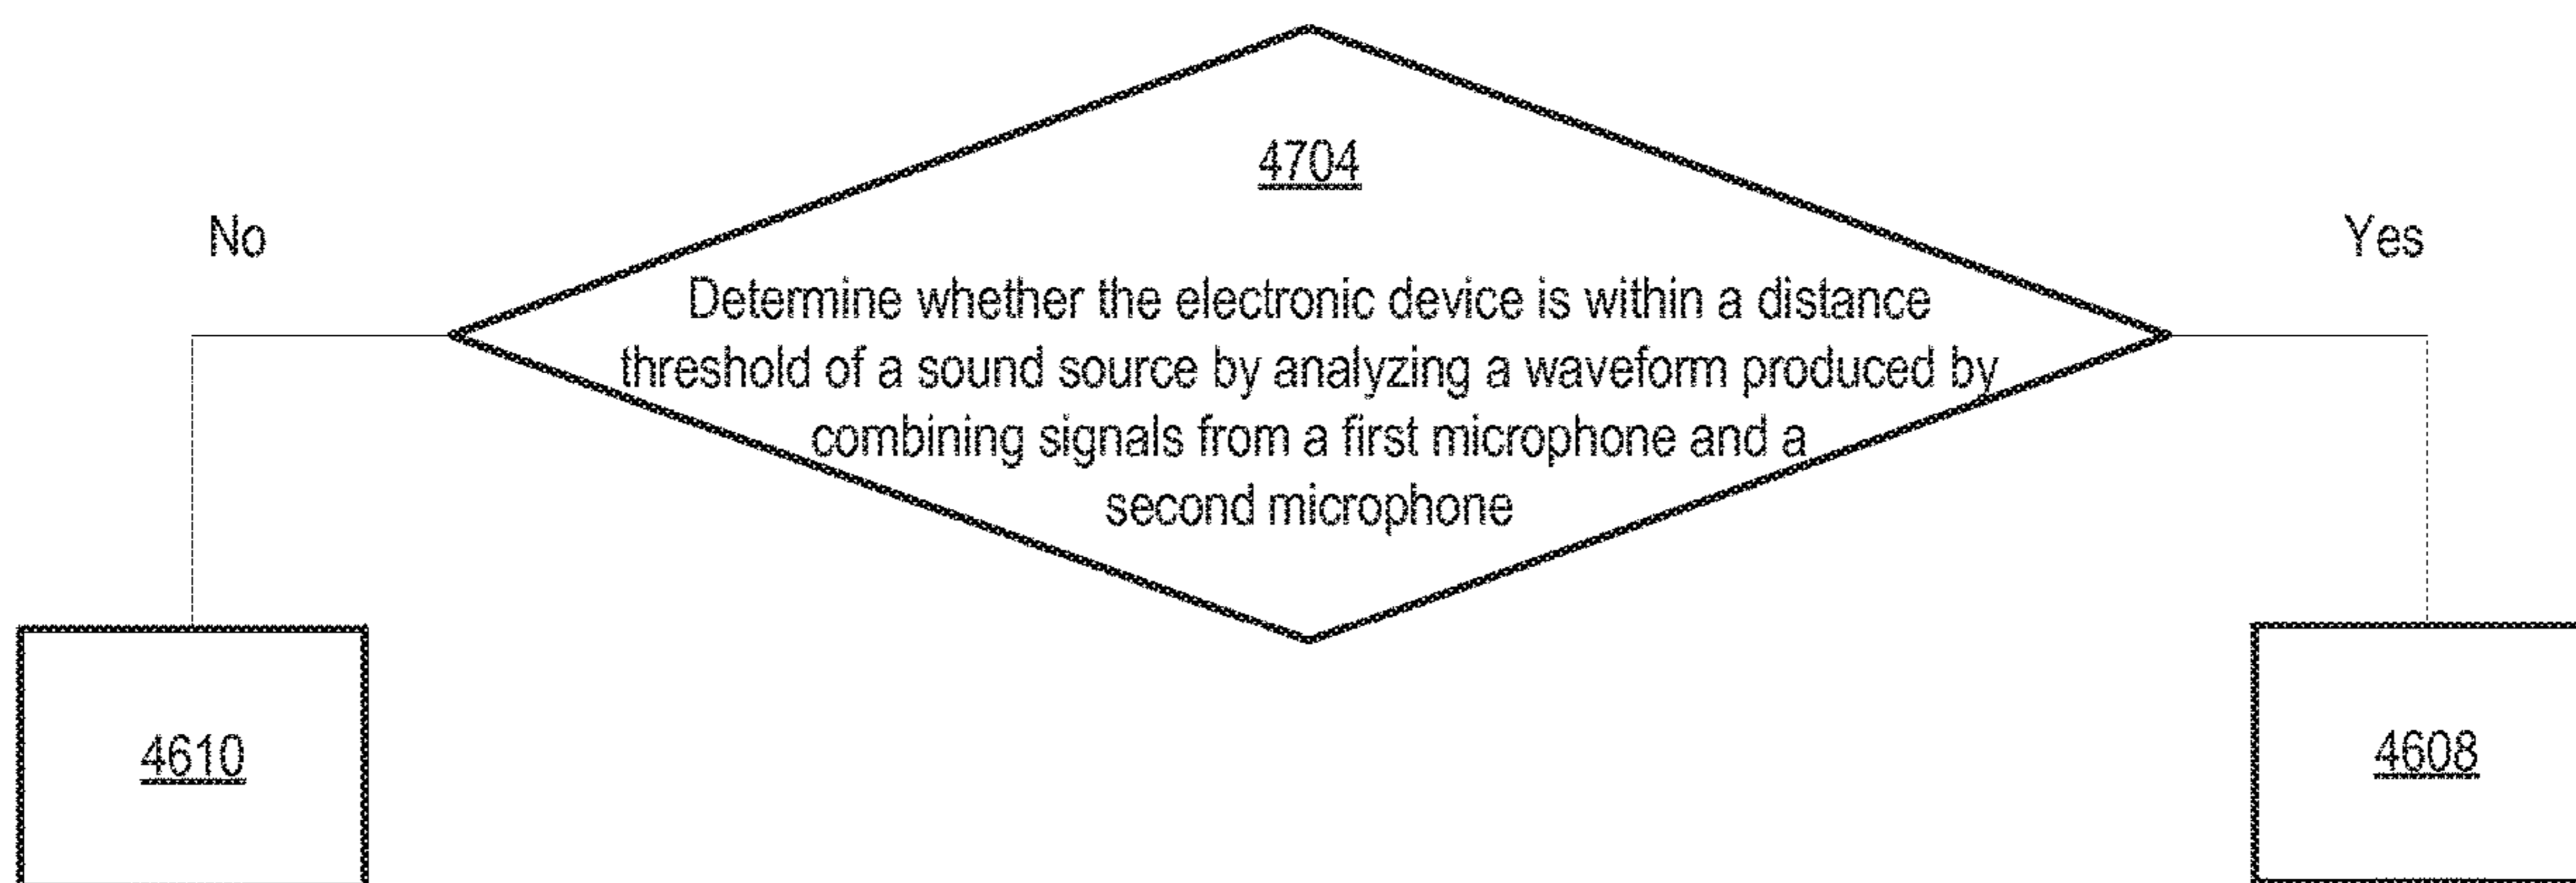 4704
No
Yes
Determine whether the electronic device is within a distance
threshold of a sound source by analyzing a waveform produced by
combining signals from a first microphone and a
second microphone
4610
4608